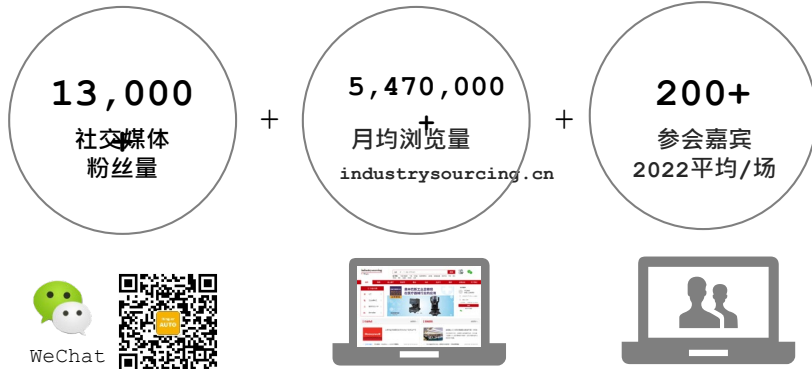 13,000
+
社交媒体
粉丝量
+
5,470,000
+
月均浏览量
industrysourcing.cn
+
200+
参会嘉宾
2022平均/场
WeChat
AUTO